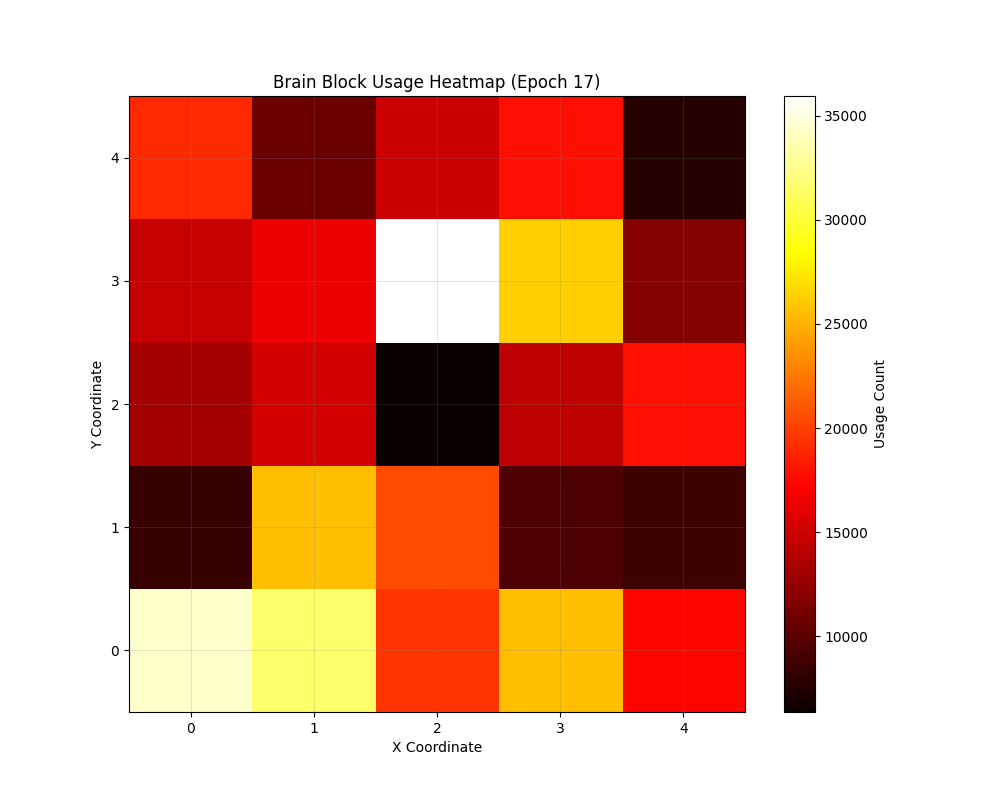 Brain Block Usage Heatmap (Epoch 17)
4
3
2
1
0
Y Coordinate
0 1 2 3 4
X Coordinate
35000
30000
25000
20000
15000
10000
Usage Count